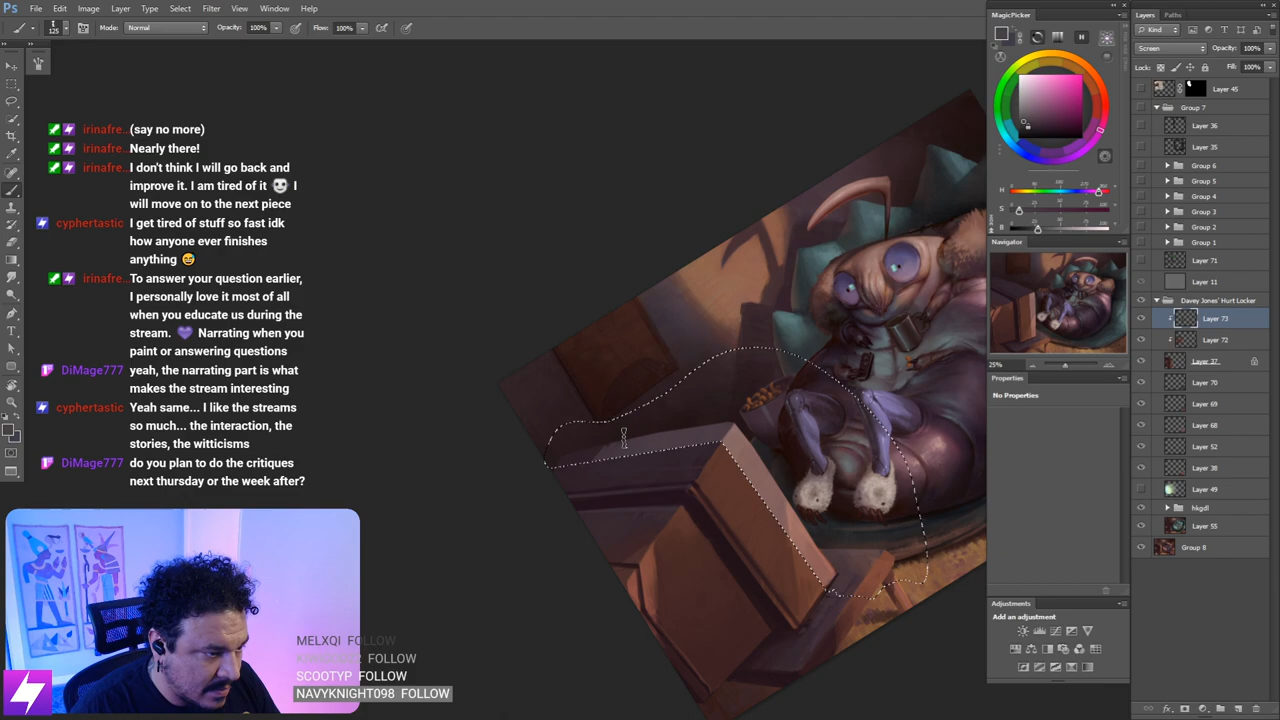 File Edit Image Layer Type Select Filter View Window Help
125 Mode: Normal Opacity: 100% Flow: 100%
(say no more)
Nearly there!
I don't think I will go back and
improve it. I am tired of it I
will move on to the next piece
cyphertastic I get tired of stuff so fast idk
how anyone ever finishes
anything
To answer your question earlier,
I personally love it most of all
when you educate us during the
stream. Narrating when you
paint or answering questions
DiMage777 yeah, the narrating part is what
makes the stream interesting
cyphertastic Yeah same... I like the streams
so much... the interaction, the
stories, the witticisms
DiMage777 do you plan to do the critiques
next thursday or the week after?
MELXQI FOLLOW
FOLLOW
SCOOTYP FOLLOW
NAVYKNIGHT098 FOLLOW
MagicPicker
H
H
S
B
Navigator
25%
Properties
No Properties
Adjustments
Add an adjustment
Layers Paths
Kind
Screen Opacity: 100%
Lock: Fill: 100%
Layer 45
Group 7
Layer 36
Layer 35
Group 6
Group 5
Group 4
Group 3
Group 2
Group 1
Layer 71
Layer 11
Davey Jones' Hurt Locker
Layer 73
Layer 72
Layer 37
Layer 70
Layer 69
Layer 68
Layer 52
Layer 38
Layer 49
hkgdl
Layer 55
Group 8